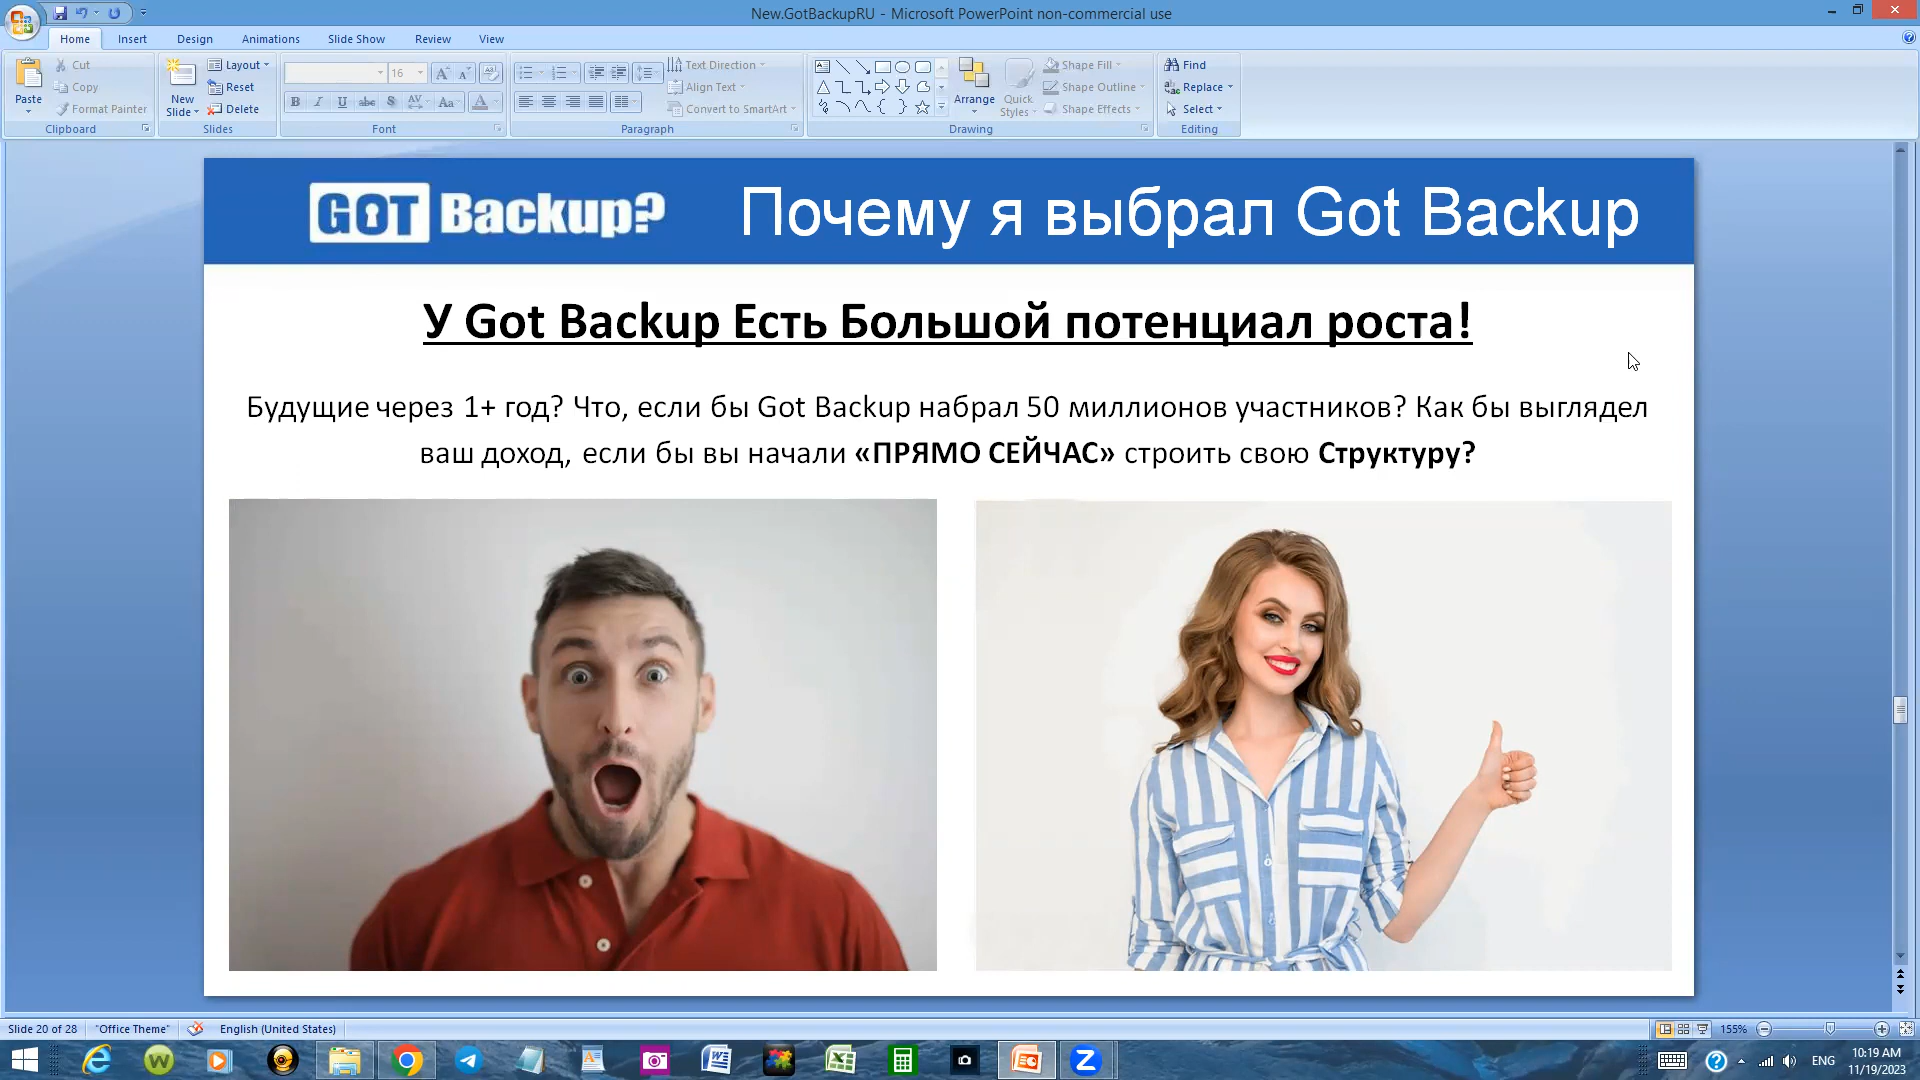 New.GotBackupRU - Microsoft PowerPoint non-commercial use
Home Insert Design Animations Slide Show Review View
Paste Cut Copy Format Painter
New Slide Layout Reset Delete
16
B I U abc S AV Aa A
Text Direction Align Text Convert to SmartArt
Arrange Quick Styles Shape Fill Shape Outline Shape Effects
Find Replace Select
Clipboard Slides Font Paragraph Drawing Editing
GOT Backup? Почему я выбрал Got Backup
У Got Backup Есть Большой потенциал роста!
Будущие через 1+ год? Что, если бы Got Backup набрал 50 миллионов участников? Как бы выглядел
ваш доход, если бы вы начали «ПРЯМО СЕЙЧАС» строить свою Структуру?
Slide 20 of 28 "Office Theme" English (United States) 155%
ENG 10:19 AM
11/19/2023